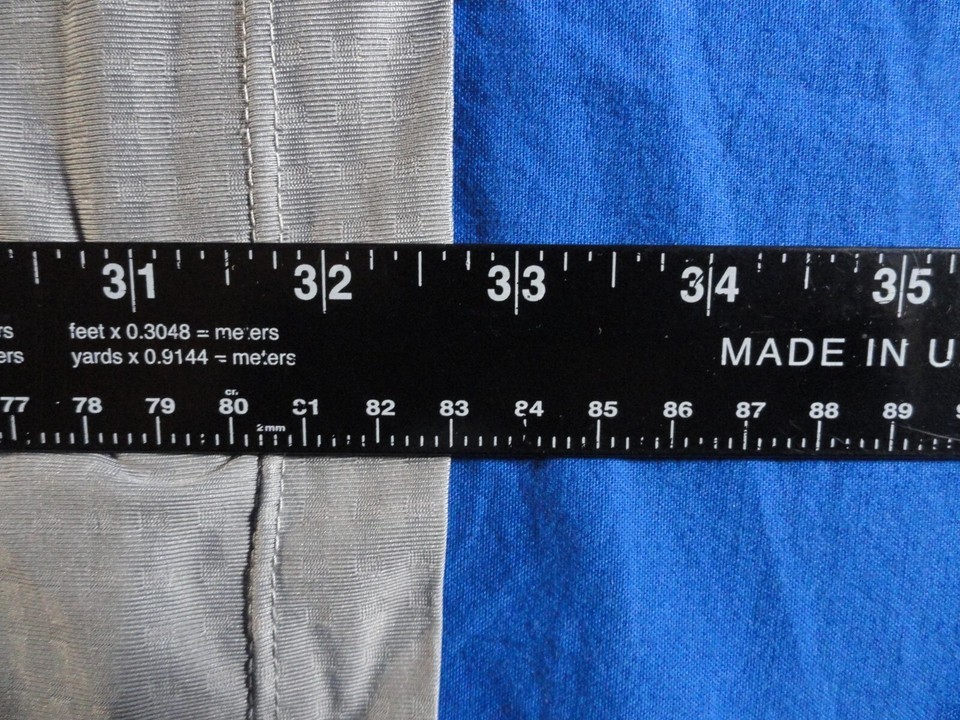 31 32 33 34 35
rs feet x 0.3048 = meters
ers yards x 0.9144 = meters
MADE IN U
cm
77 78 79 80 81 82 83 84 85 86 87 88 89
2mm